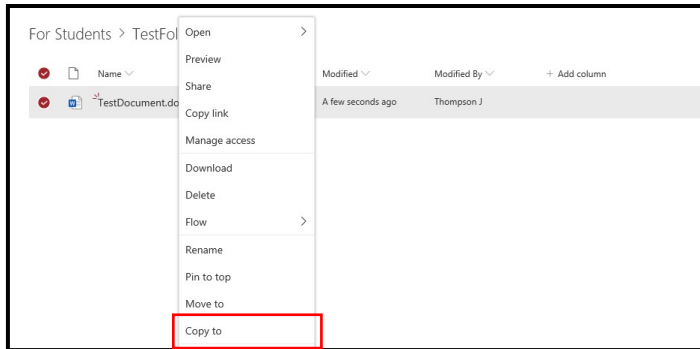 For Students > TestFol
Name
Modified
Modified By
+ Add column
TestDocument.do
A few seconds ago
Thompson J
Open
Preview
Share
Copy link
Manage access
Download
Delete
Flow
Rename
Pin to top
Move to
Copy to